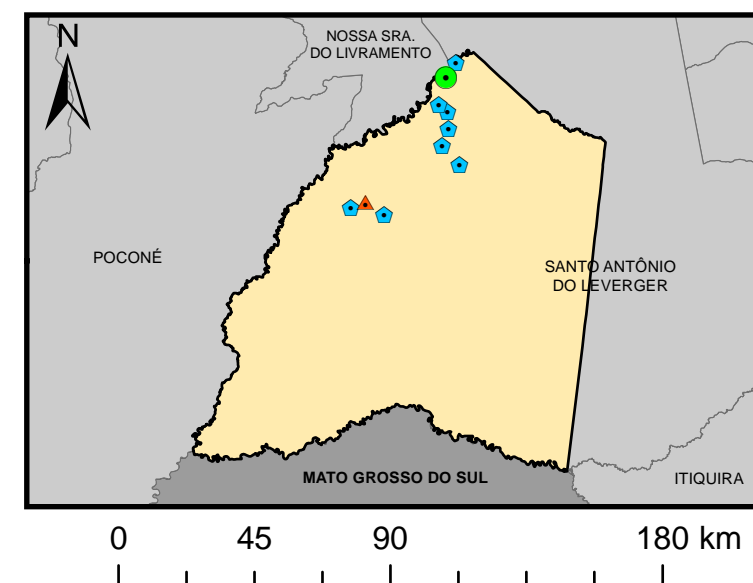 N
NOSSA SRA.
DO LIVRAMENTO
POCONÉ
SANTO ANTÔNIO
DO LEVERGER
MATO GROSSO DO SUL
ITIQUIRA
0 45 90 180 km